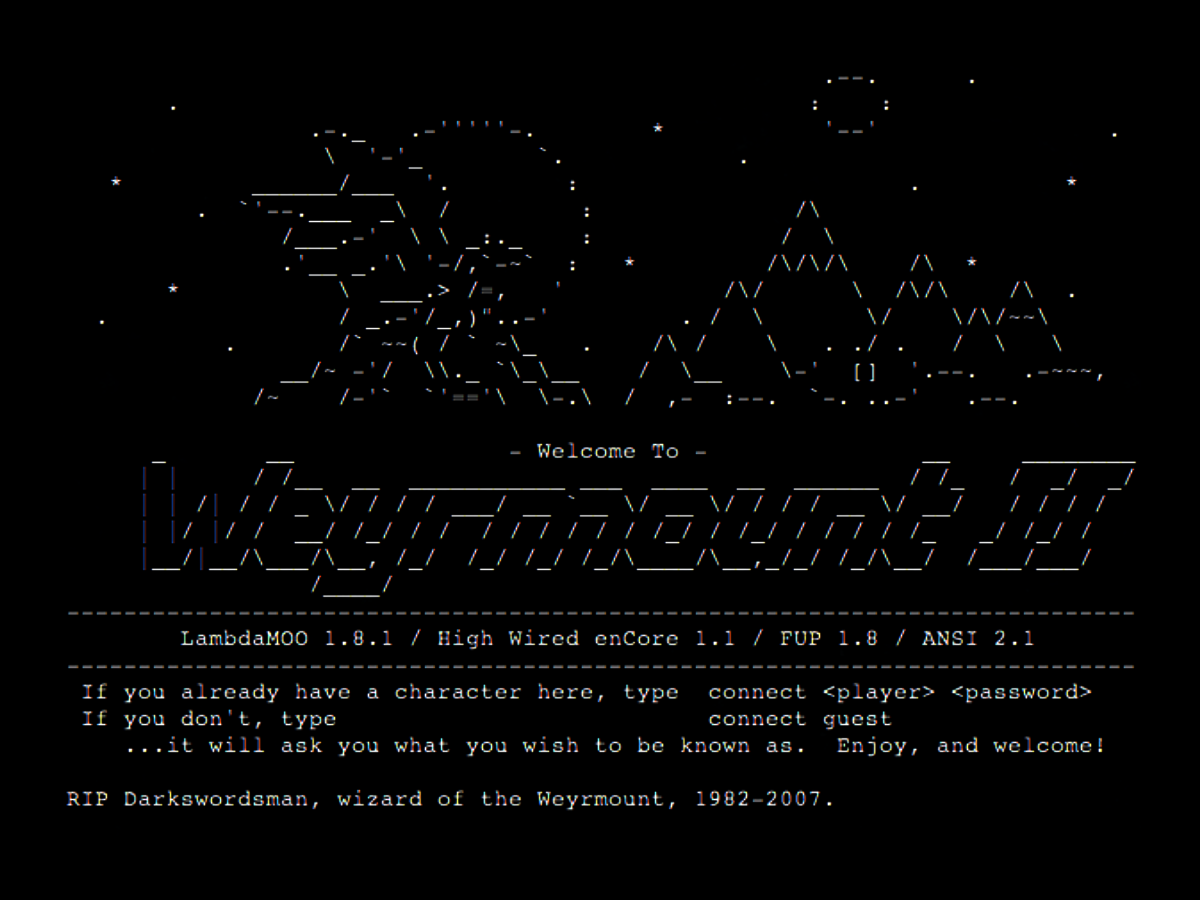 - Welcome To -
Weyrmount II
LambdaMOO 1.8.1 / High Wired enCore 1.1 / FUP 1.8 / ANSI 2.1
If you already have a character here, type connect <player> <password>
If you don't, type connect guest
...it will ask you what you wish to be known as. Enjoy, and welcome!
RIP Darkswordsman, wizard of the Weyrmount, 1982-2007.